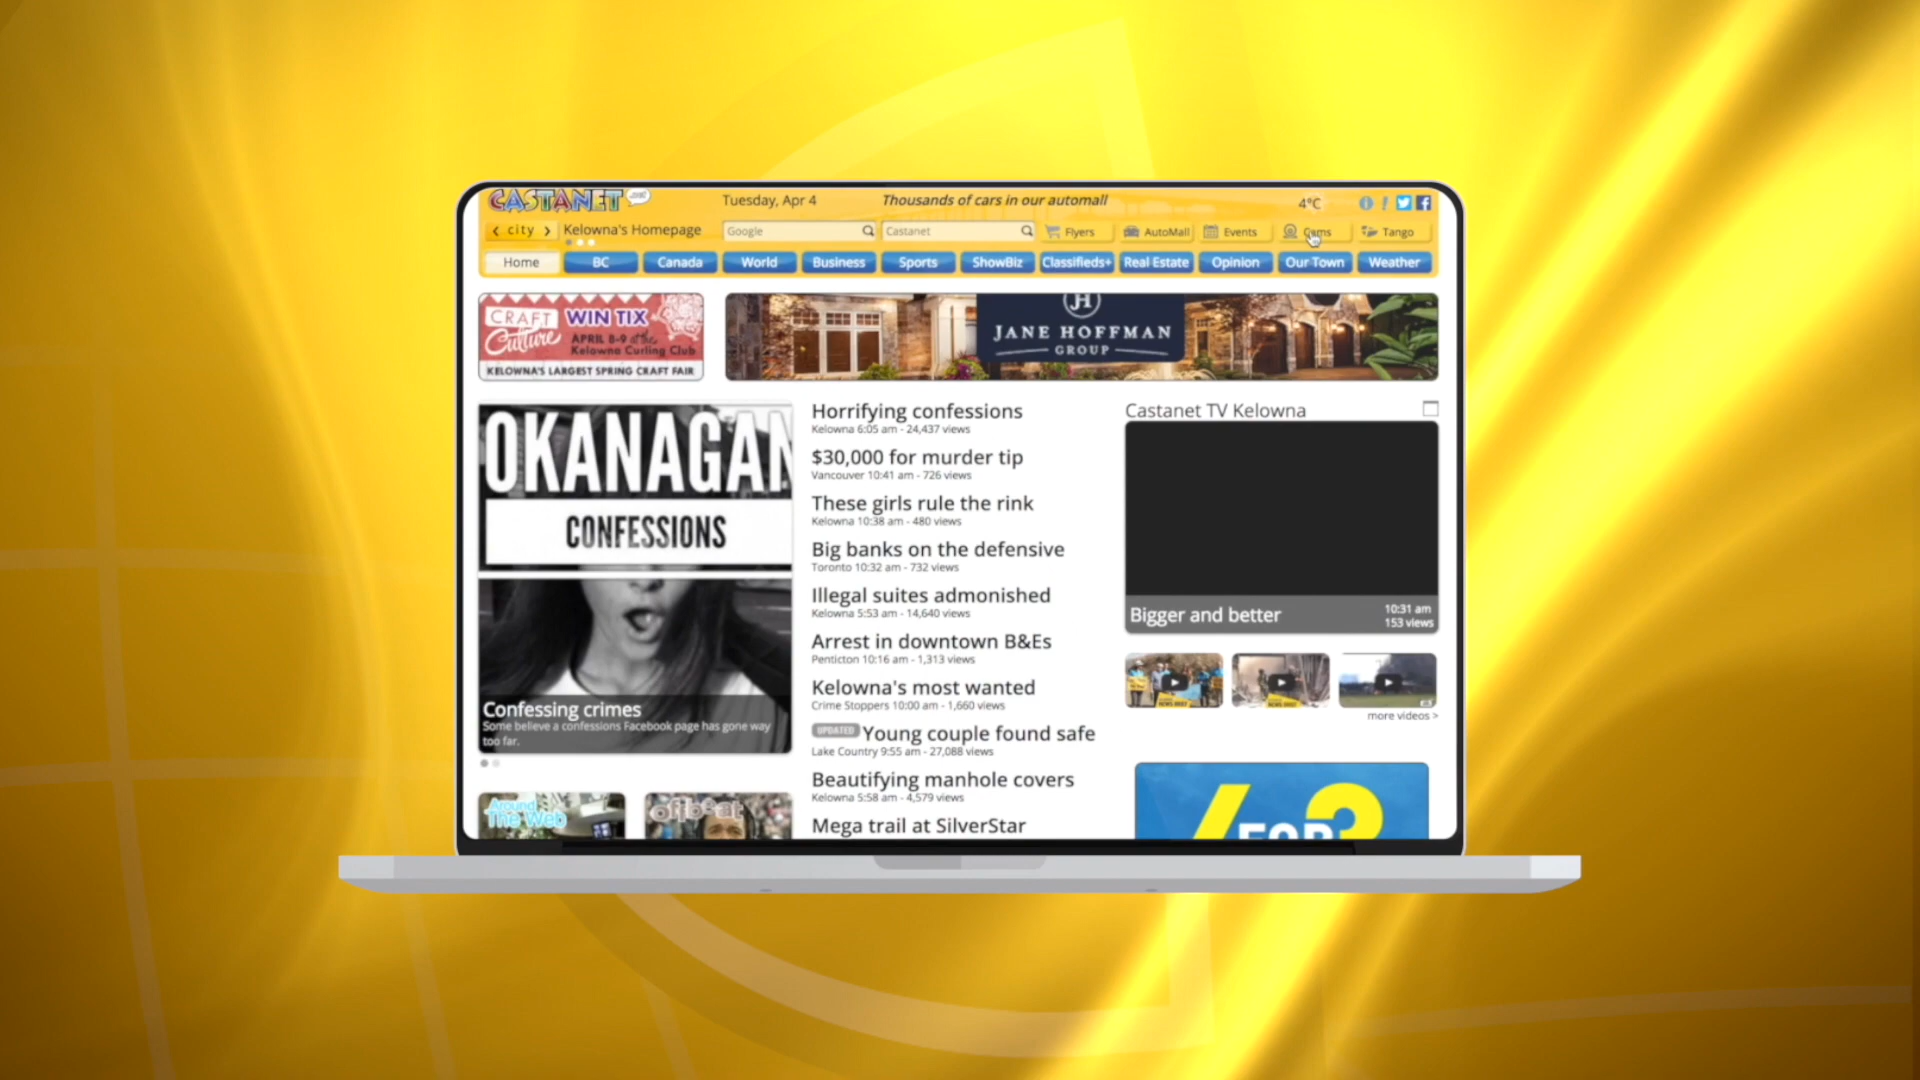 CASTANET .net
Tuesday, Apr 4
Thousands of cars in our automall
4°C
< city >
Kelowna's Homepage
Google
Castanet
Flyers
AutoMall
Events
Cams
Tango
Home
BC
Canada
World
Business
Sports
ShowBiz
Classifieds+
Real Estate
Opinion
Our Town
Weather
CRAFT
Culture
WIN TIX
APRIL 8-9 at the
Kelowna Curling Club
KELOWNA'S LARGEST SPRING CRAFT FAIR
JH
JANE HOFFMAN
GROUP
OKANAGAN
CONFESSIONS
Confessing crimes
Some believe a confessions Facebook page has gone way
too far.
Around
The Web
offbeat
Horrifying confessions
Kelowna 6:05 am - 24,437 views
$30,000 for murder tip
Vancouver 10:41 am - 726 views
These girls rule the rink
Kelowna 10:38 am - 480 views
Big banks on the defensive
Toronto 10:32 am - 732 views
Illegal suites admonished
Kelowna 5:53 am - 14,640 views
Arrest in downtown B&Es
Penticton 10:16 am - 1,313 views
Kelowna's most wanted
Crime Stoppers 10:00 am - 1,660 views
UPDATED Young couple found safe
Lake Country 9:55 am - 27,088 views
Beautifying manhole covers
Kelowna 5:58 am - 4,579 views
Mega trail at SilverStar
Castanet TV Kelowna
Bigger and better
10:31 am
153 views
more videos >
FOR